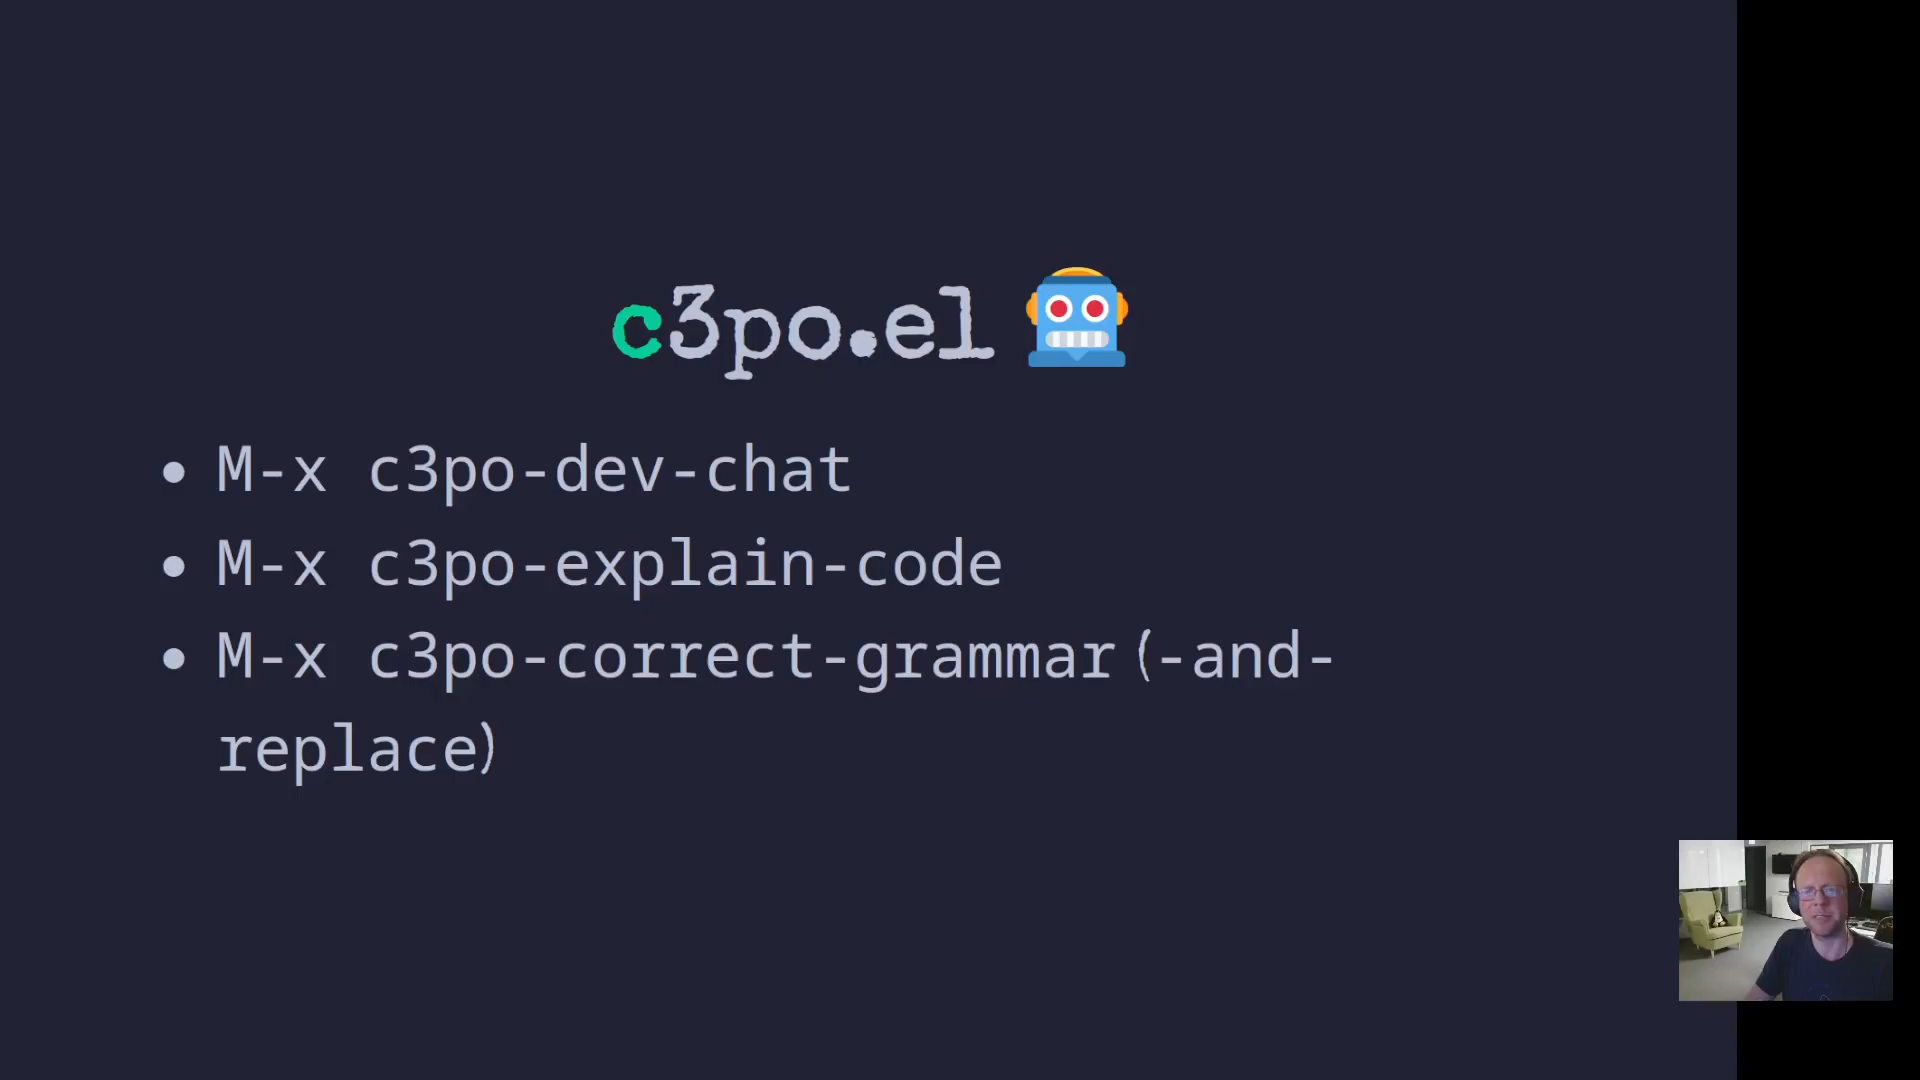 c3po.el
• M-x c3po-dev-chat
• M-x c3po-explain-code
• M-x c3po-correct-grammar(-and-
replace)